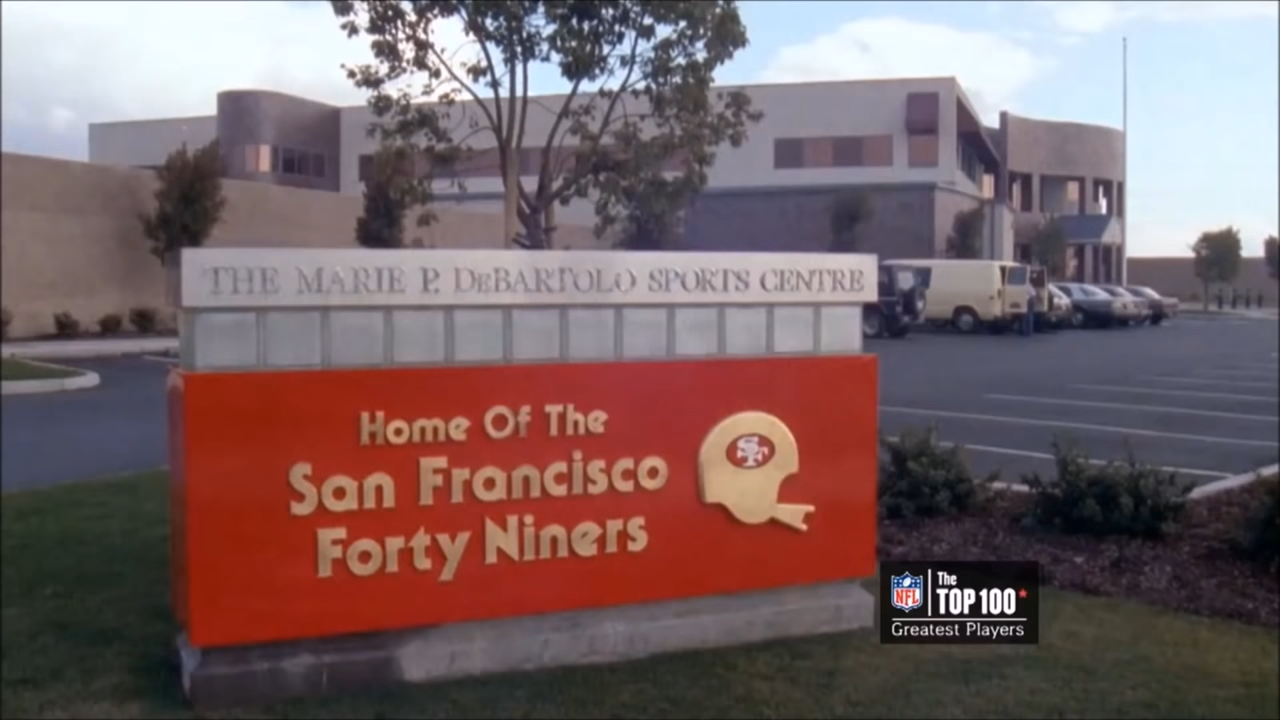 THE MARIE P. DeBARTOLO SPORTS CENTRE
Home Of The
San Francisco
Forty Niners
SF
NFL
The
TOP 100*
Greatest Players